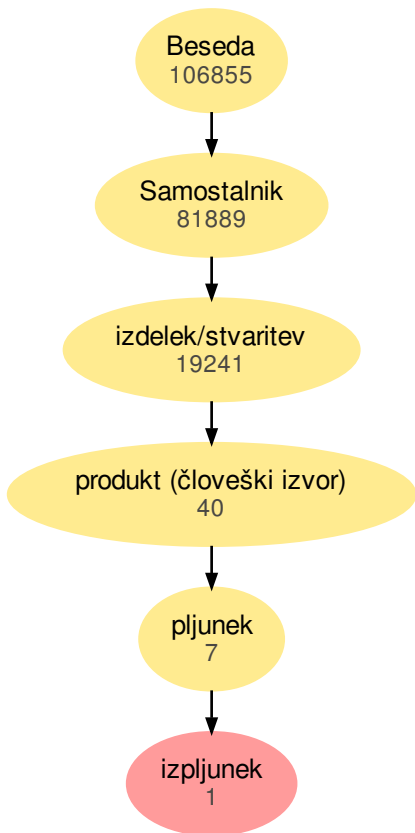 Beseda
106855
Samostalnik
81889
izdelek/stvaritev
19241
produkt (človeški izvor)
40
pljunek
7
izpljunek
1